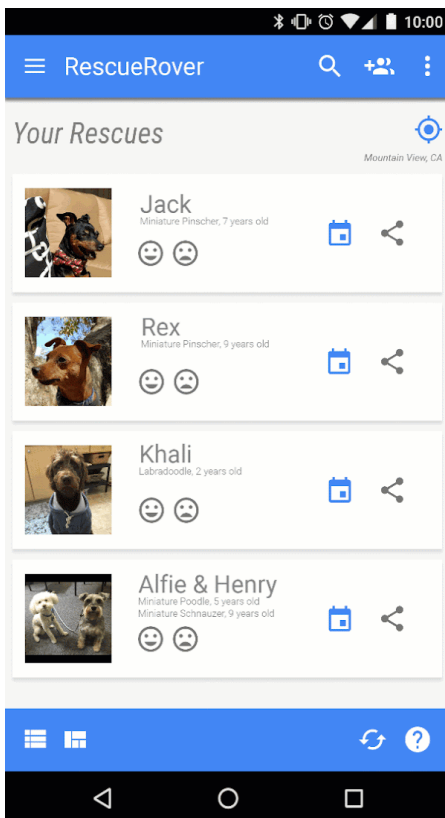 10:00
RescueRover
Your Rescues
Mountain View, CA
Jack
Miniature Pinscher, 7 years old
Rex
Miniature Pinscher, 9 years old
Khali
Labradoodle, 2 years old
Alfie & Henry
Miniature Poodle, 5 years old
Miniature Schnauzer, 9 years old